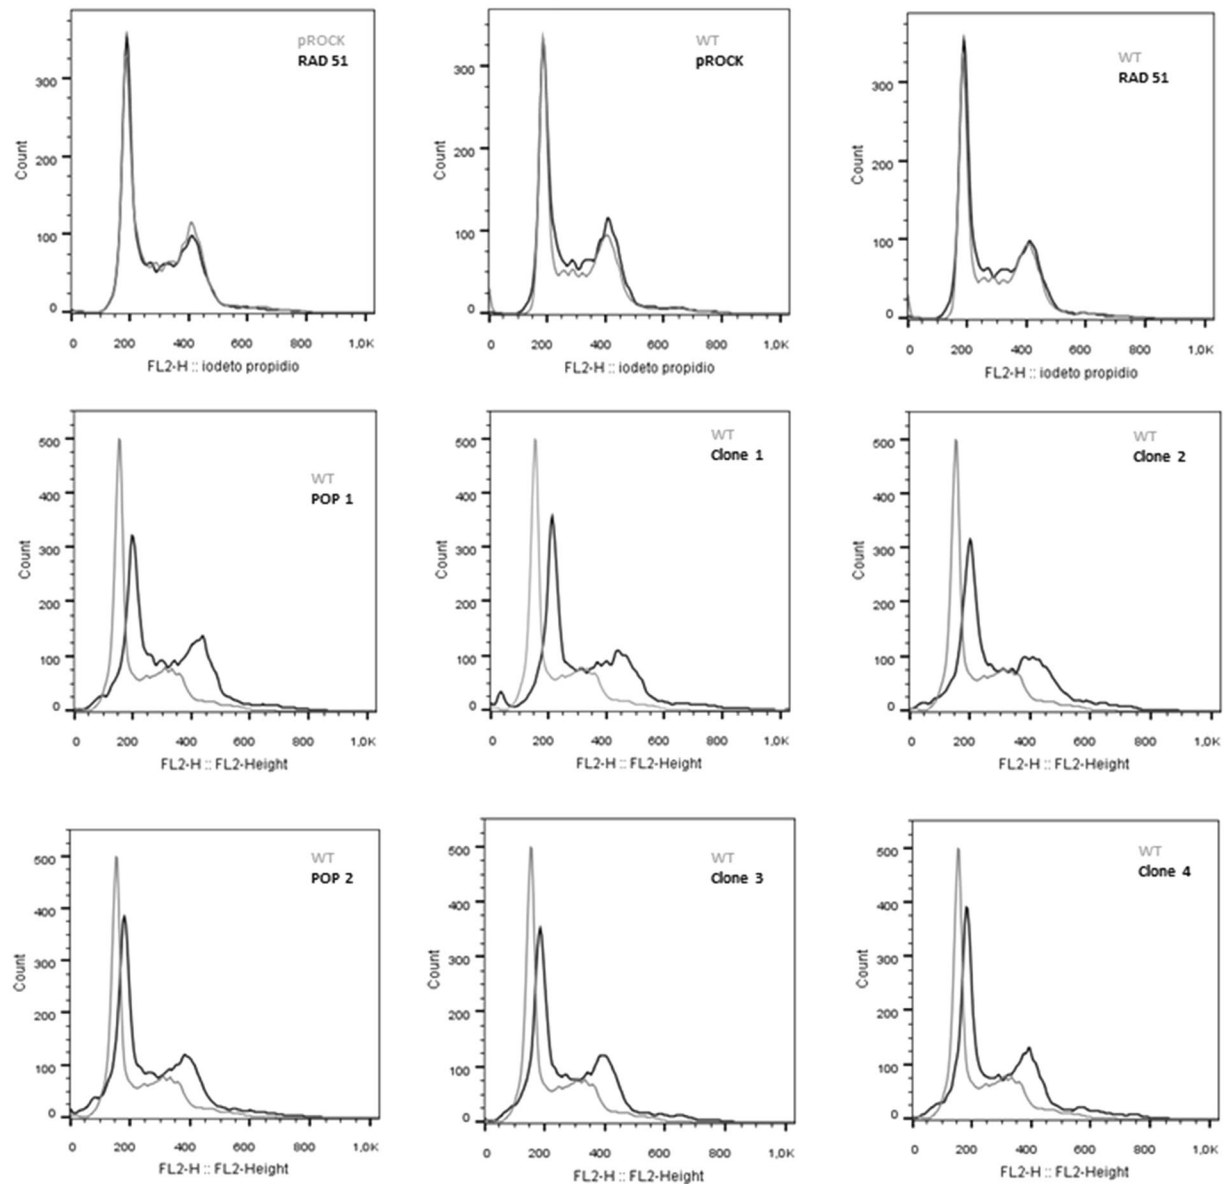 pROCK
RAD 51
Count
300
200
100
0
0 200 400 600 800 1,0K
FL2-H :: iodeto propidio
WT
pROCK
Count
300
200
100
0
0 200 400 600 800 1,0K
FL2-H :: iodeto propidio
WT
RAD 51
Count
300
200
100
0
0 200 400 600 800 1,0K
FL2-H :: iodeto propidio
WT
POP 1
Count
500
400
300
200
100
0
0 200 400 600 800 1,0K
FL2-H :: FL2-Height
WT
Clone 1
Count
500
400
300
200
100
0
0 200 400 600 800 1,0K
FL2-H :: FL2-Height
WT
Clone 2
Count
500
400
300
200
100
0
0 200 400 600 800 1,0K
FL2-H :: FL2-Height
WT
POP 2
Count
500
400
300
200
100
0
0 200 400 600 800 1,0K
FL2-H :: FL2-Height
WT
Clone 3
Count
500
400
300
200
100
0
0 200 400 600 800 1,0K
FL2-H :: FL2-Height
WT
Clone 4
Count
500
400
300
200
100
0
0 200 400 600 800 1,0K
FL2-H :: FL2-Height